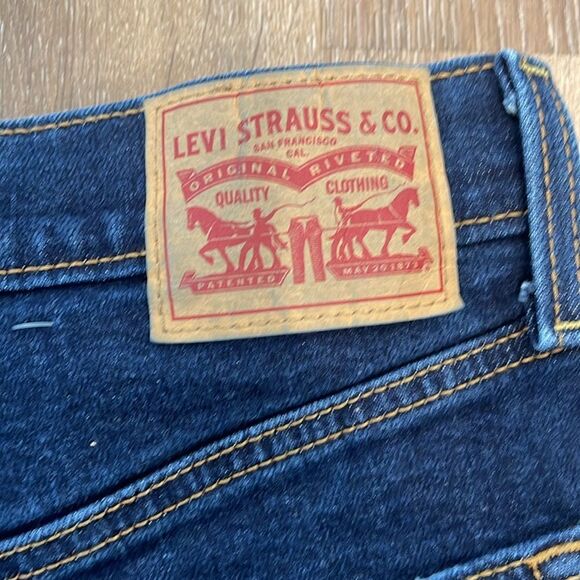 LEVI STRAUSS & CO.
SAN FRANCISCO
CAL.
ORIGINAL RIVETED
QUALITY CLOTHING
PATENTED MAY 20 1873